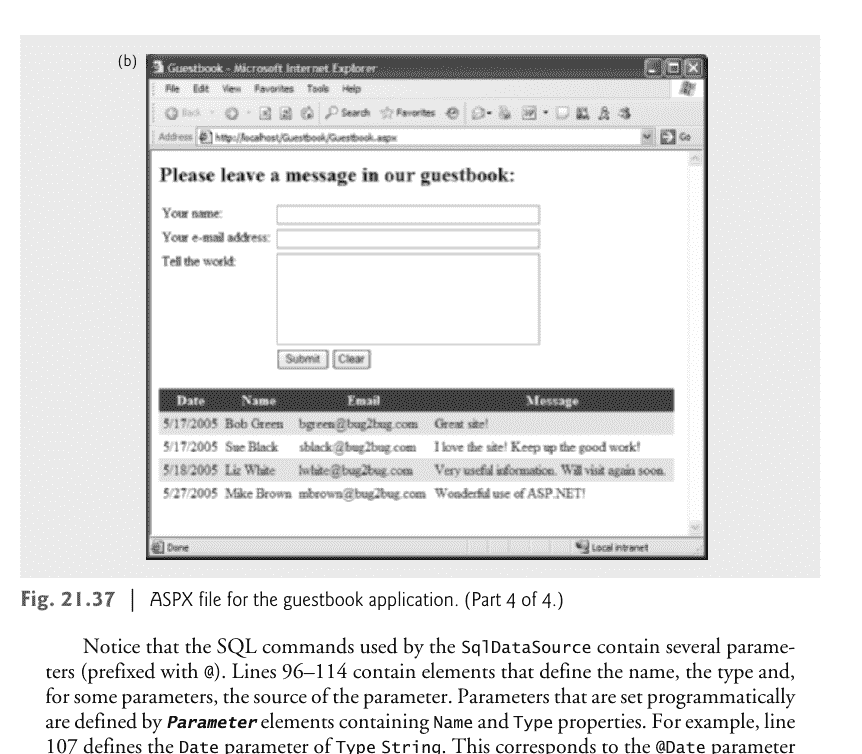 (b)
Guestbook - Microsoft Internet Explorer
File Edit View Favorites Tools Help
Back Search Favorites
Address http://localhost/Guestbook/Guestbook.aspx Go
Please leave a message in our guestbook:
Your name:
Your e-mail address:
Tell the world:
Submit Clear
Date Name Email Message
5/17/2005 Bob Green bgreen@bug2bug.com Great site!
5/17/2005 Sue Black sblack@bug2bug.com I love the site! Keep up the good work!
5/18/2005 Liz White lwhite@bug2bug.com Very useful information. Will visit again soon.
5/27/2005 Mike Brown mbrown@bug2bug.com Wonderful use of ASP.NET!
Done Local intranet
Fig. 21.37 | ASPX file for the guestbook application. (Part 4 of 4.)
Notice that the SQL commands used by the SqlDataSource contain several parame-
ters (prefixed with @). Lines 96–114 contain elements that define the name, the type and,
for some parameters, the source of the parameter. Parameters that are set programmatically
are defined by Parameter elements containing Name and Type properties. For example, line
107 defines the Date parameter of Type String. This corresponds to the @Date parameter